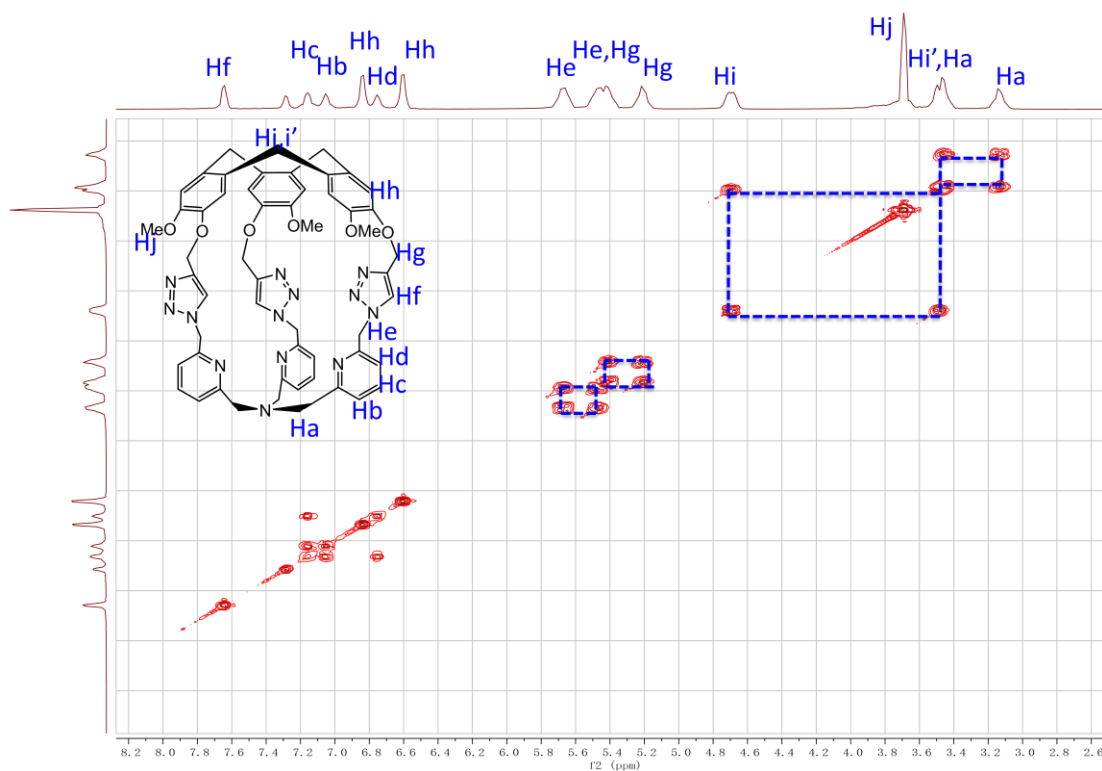 Hj
Hh
Hh
Hc
He,Hg
Hi',Ha
Hf
Hb
Hd
He
Hg
Hi
Ha
Hi,i'
Hh
MeO
OMe
OMe
Hj
O
O
O
Hg
N
N
N
N
N
N
N
N
N
Hf
He
N
N
N
Hd
Hc
N
Hb
Ha
8.2 8.0 7.8 7.6 7.4 7.2 7.0 6.8 6.6 6.4 6.2 6.0 5.8 5.6 5.4 5.2 5.0 4.8 4.6 4.4 4.2 4.0 3.8 3.6 3.4 3.2 3.0 2.8 2.6
f2 (ppm)